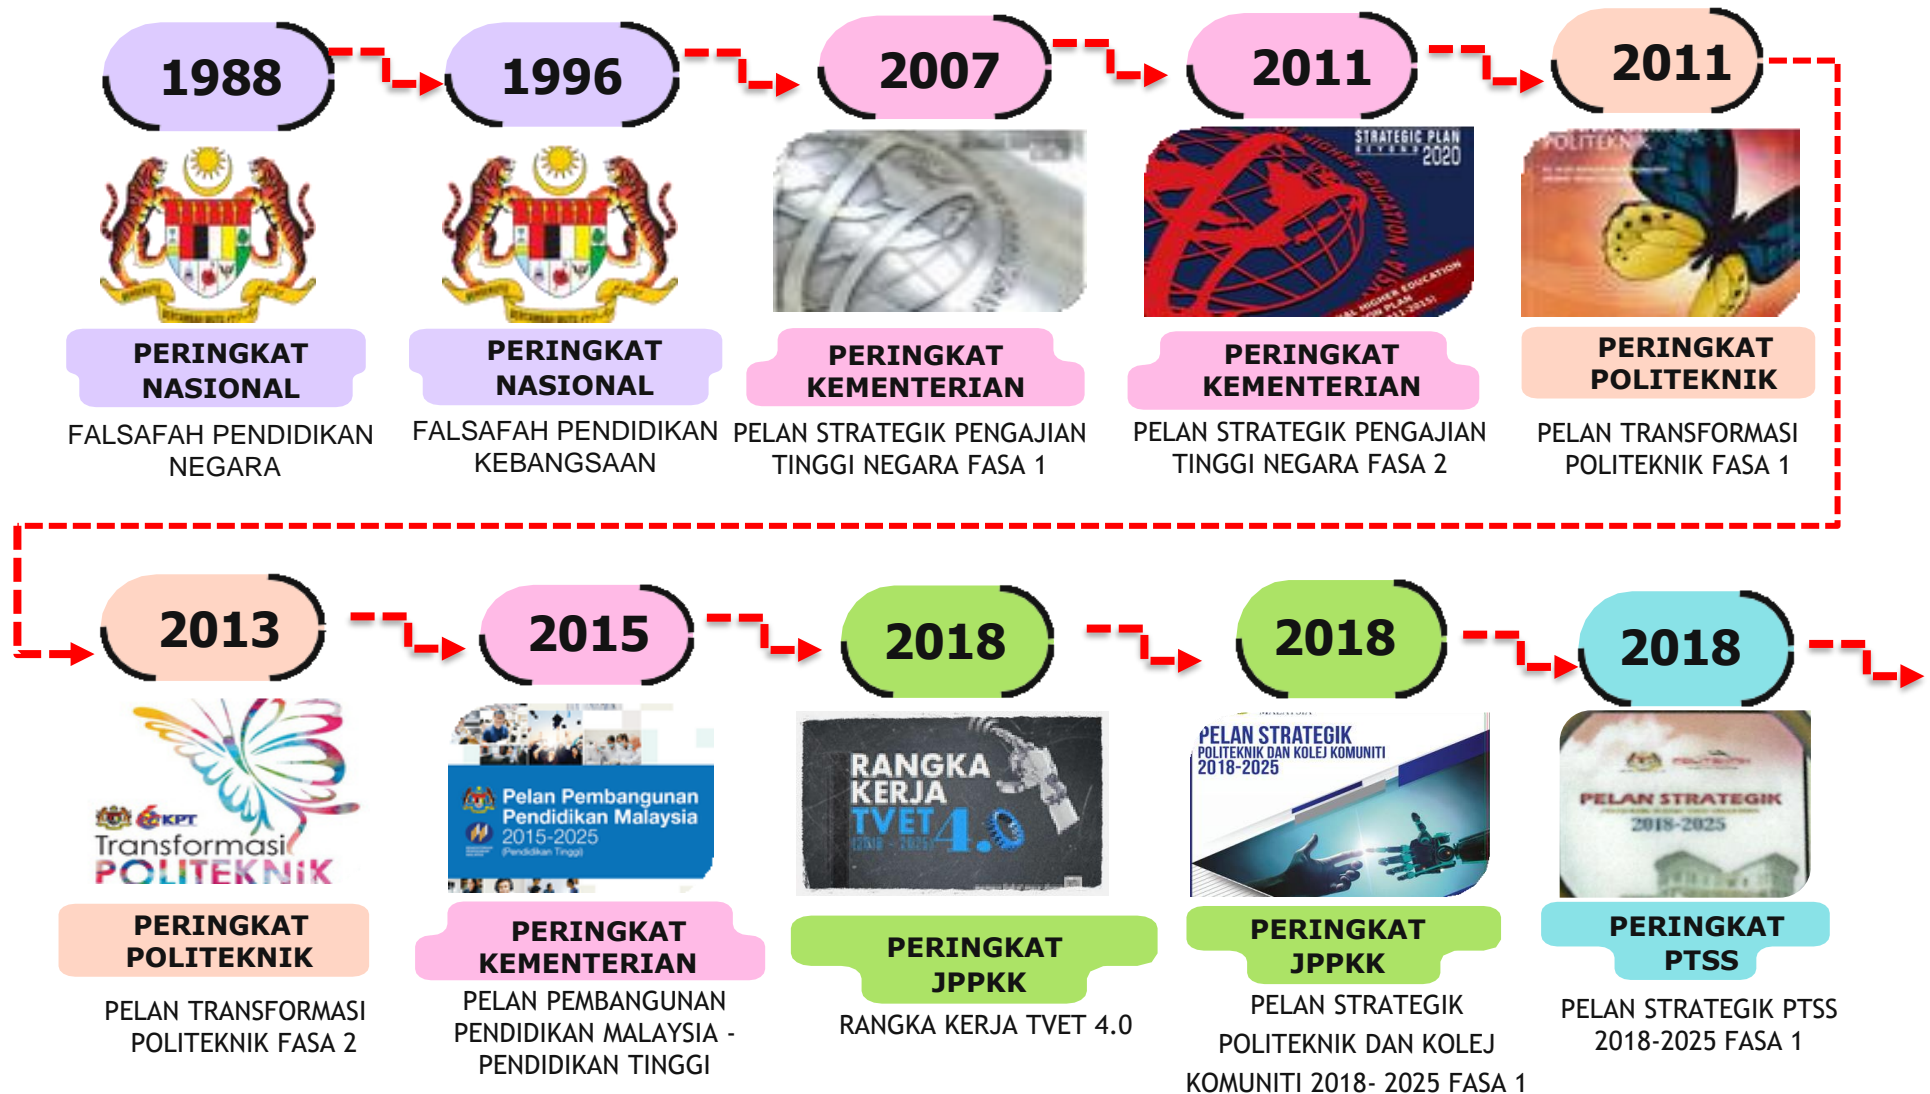 1988
1996
2007
2011
2011
STRATEGIC PLAN
BEYOND 2020
POLITEKNIK
PERINGKAT
NASIONAL
FALSAFAH PENDIDIKAN
NEGARA
PERINGKAT
NASIONAL
FALSAFAH PENDIDIKAN
KEBANGSAAN
PERINGKAT
KEMENTERIAN
PELAN STRATEGIK PENGAJIAN
TINGGI NEGARA FASA 1
PERINGKAT
KEMENTERIAN
PELAN STRATEGIK PENGAJIAN
TINGGI NEGARA FASA 2
PERINGKAT
POLITEKNIK
PELAN TRANSFORMASI
POLITEKNIK FASA 1
2013
2015
2018
2018
2018
KPT
Transformasi
POLITEKNiK
PERINGKAT
POLITEKNIK
PELAN TRANSFORMASI
POLITEKNIK FASA 2
Pelan Pembangunan
Pendidikan Malaysia
2015-2025
(Pendidikan Tinggi)
PERINGKAT
KEMENTERIAN
PELAN PEMBANGUNAN
PENDIDIKAN MALAYSIA -
PENDIDIKAN TINGGI
RANGKA
KERJA
TVET 4.0
(2018 - 2025)
PERINGKAT
JPPKK
RANGKA KERJA TVET 4.0
PELAN STRATEGIK
POLITEKNIK DAN KOLEJ KOMUNITI
2018-2025
PERINGKAT
JPPKK
PELAN STRATEGIK
POLITEKNIK DAN KOLEJ
KOMUNITI 2018- 2025 FASA 1
POLITEKNIK
PELAN STRATEGIK
2018-2025
PERINGKAT
PTSS
PELAN STRATEGIK PTSS
2018-2025 FASA 1